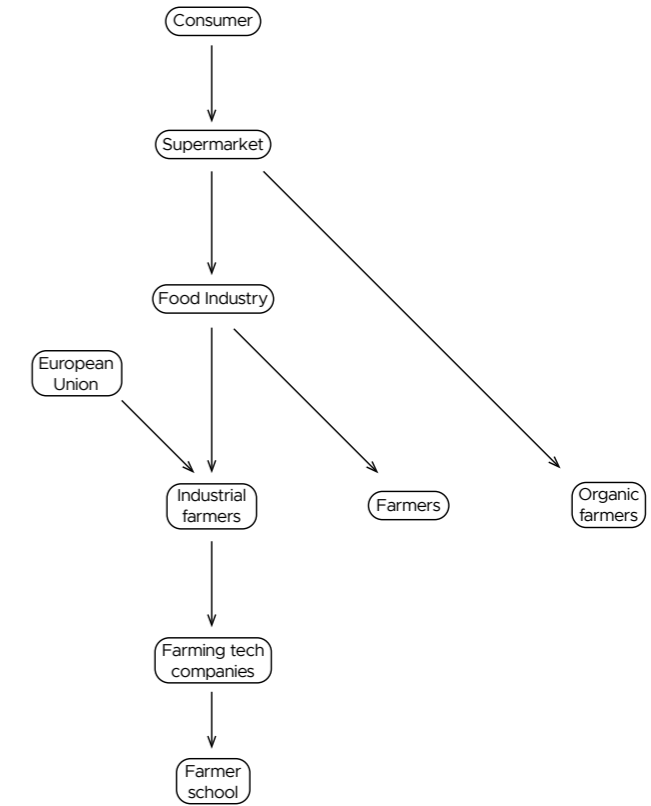 Consumer
Supermarket
Food Industry
European
Union
Industrial
farmers
Farmers
Organic
farmers
Farming tech
companies
Farmer
school